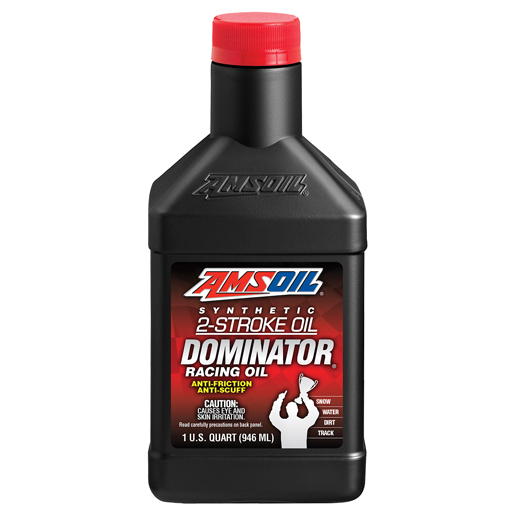 AMSOIL®
AMSOIL
SYNTHETIC
2-STROKE OIL
DOMINATOR®
RACING OIL
ANTI-FRICTION
ANTI-SCUFF
CAUTION:
CAUSES EYE AND
SKIN IRRITATION.
Read carefully precautions on back panel.
SNOW
WATER
DIRT
TRACK
1 U.S. QUART (946 ML)